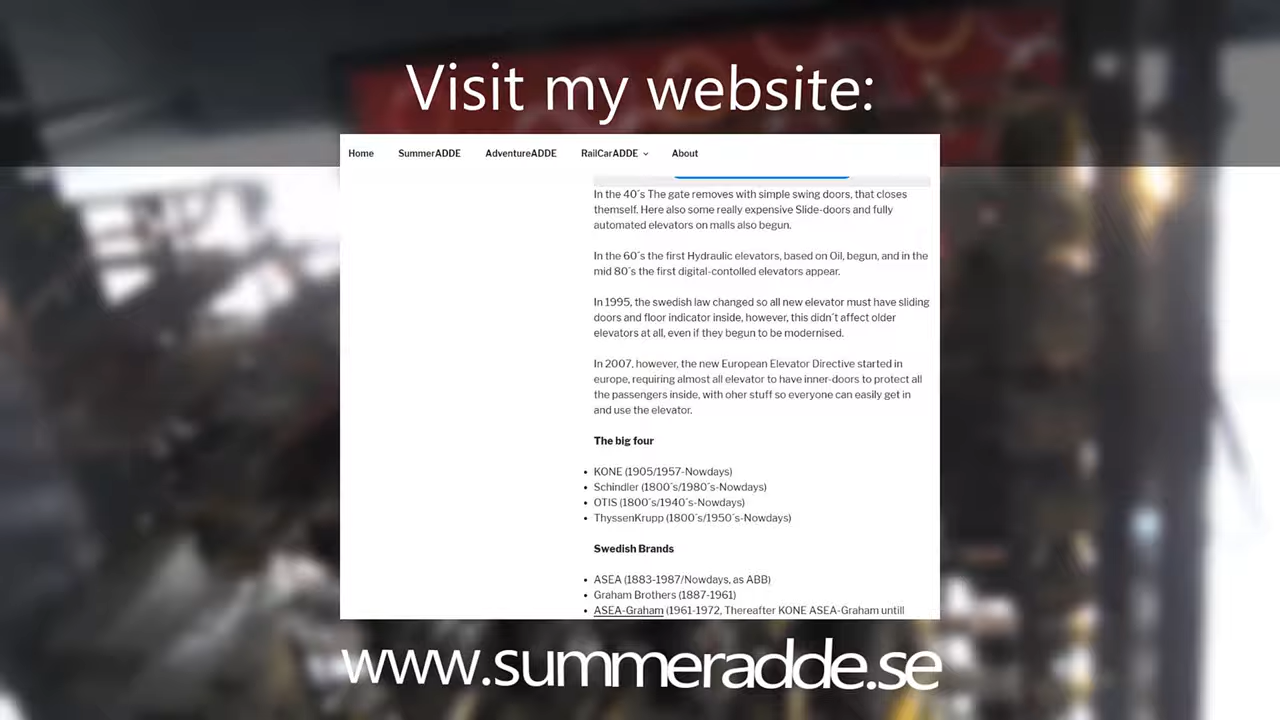 Visit my website:
Home SummerADDE AdventureADDE RailCarADDE About
In the 40´s The gate removes with simple swing doors, that closes
themself. Here also some really expensive Slide-doors and fully
automated elevators on malls also begun.
In the 60´s the first Hydraulic elevators, based on Oil, begun, and in the
mid 80´s the first digital-contolled elevators appear.
In 1995, the swedish law changed so all new elevator must have sliding
doors and floor indicator inside, however, this didn´t affect older
elevators at all, even if they begun to be modernised.
In 2007, however, the new European Elevator Directive started in
europe, requiring almost all elevator to have inner-doors to protect all
the passengers inside, with oher stuff so everyone can easily get in
and use the elevator.
The big four
• KONE (1905/1957-Nowdays)
• Schindler (1800´s/1980´s-Nowdays)
• OTIS (1800´s/1940´s-Nowdays)
• ThyssenKrupp (1800´s/1950´s-Nowdays)
Swedish Brands
• ASEA (1883-1987/Nowdays, as ABB)
• Graham Brothers (1887-1961)
• ASEA-Graham (1961-1972, Thereafter KONE ASEA-Graham untill
www.summeradde.se